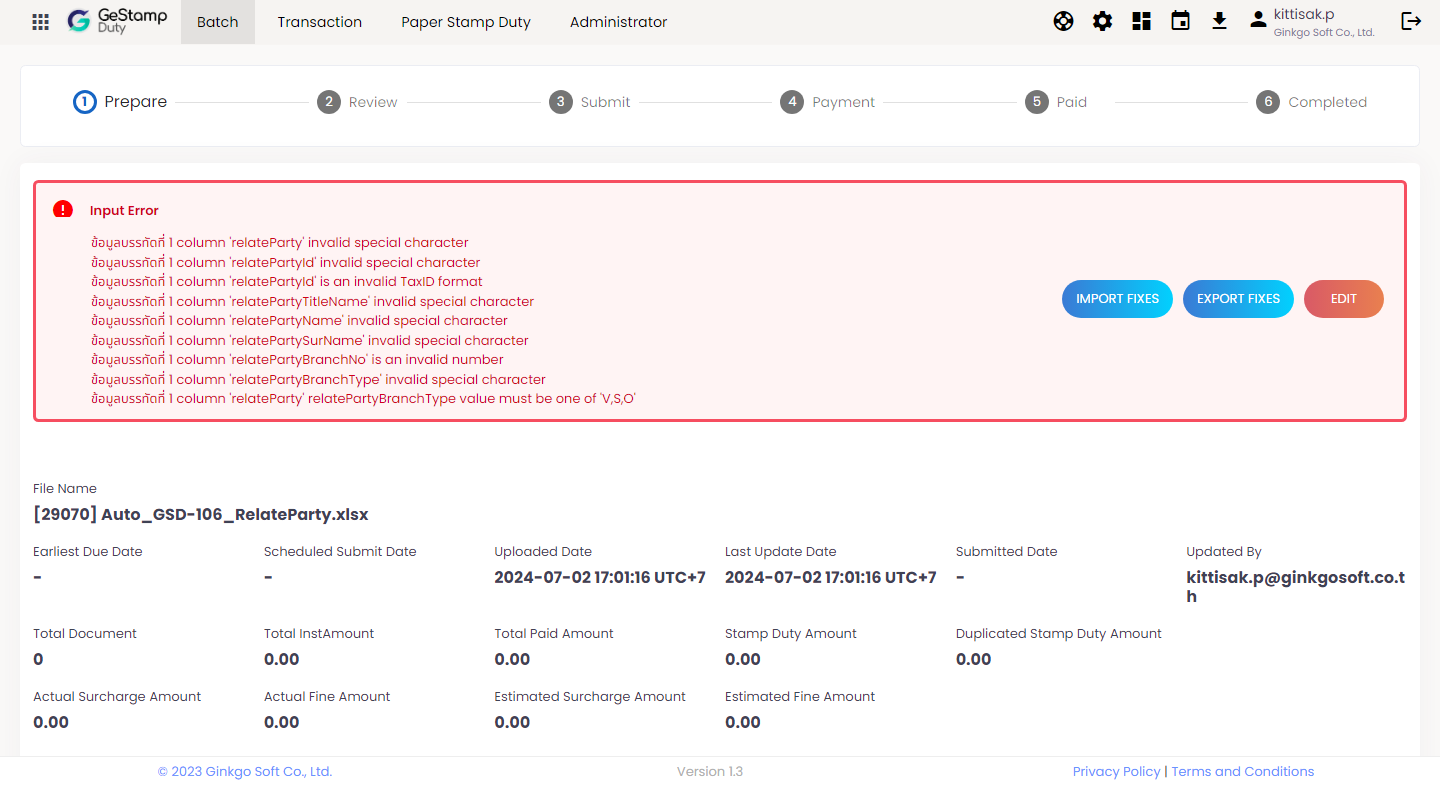 GeStamp
Duty
Batch
Transaction
Paper Stamp Duty
Administrator
kittisak.p
Ginkgo Soft Co., Ltd.
1 Prepare
2 Review
3 Submit
4 Payment
5 Paid
6 Completed
Input Error
ข้อมูลบรรทัดที่ 1 column 'relateParty' invalid special character
ข้อมูลบรรทัดที่ 1 column 'relatePartyId' invalid special character
ข้อมูลบรรทัดที่ 1 column 'relatePartyId' is an invalid TaxID format
ข้อมูลบรรทัดที่ 1 column 'relatePartyTitleName' invalid special character
ข้อมูลบรรทัดที่ 1 column 'relatePartyName' invalid special character
ข้อมูลบรรทัดที่ 1 column 'relatePartySurName' invalid special character
ข้อมูลบรรทัดที่ 1 column 'relatePartyBranchNo' is an invalid number
ข้อมูลบรรทัดที่ 1 column 'relatePartyBranchType' invalid special character
ข้อมูลบรรทัดที่ 1 column 'relateParty' relatePartyBranchType value must be one of 'V,S,O'
IMPORT FIXES
EXPORT FIXES
EDIT
File Name
[29070] Auto_GSD-106_RelateParty.xlsx
Earliest Due Date
-
Scheduled Submit Date
-
Uploaded Date
2024-07-02 17:01:16 UTC+7
Last Update Date
2024-07-02 17:01:16 UTC+7
Submitted Date
-
Updated By
kittisak.p@ginkgosoft.co.t
h
Total Document
0
Total InstAmount
0.00
Total Paid Amount
0.00
Stamp Duty Amount
0.00
Duplicated Stamp Duty Amount
0.00
Actual Surcharge Amount
0.00
Actual Fine Amount
0.00
Estimated Surcharge Amount
0.00
Estimated Fine Amount
0.00
© 2023 Ginkgo Soft Co., Ltd.
Version 1.3
Privacy Policy | Terms and Conditions